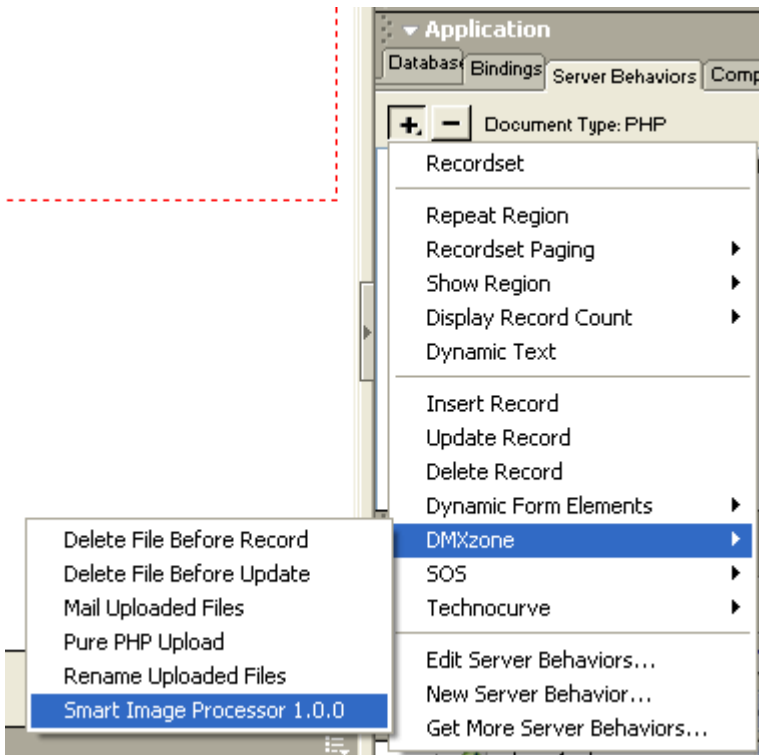 Application
Bindings
Server Behaviors
Document Type: PHP
Recordset
Repeat Region
Recordset Paging
Show Region
Display Record Count
Dynamic Text
Insert Record
Update Record
Delete Record
Dynamic Form Elements
DMXzone
SOS
Technocurve
Edit Server Behaviors...
New Server Behavior...
Get More Server Behaviors...
Delete File Before Record
Delete File Before Update
Mail Uploaded Files
Pure PHP Upload
Rename Uploaded Files
Smart Image Processor 1.0.0